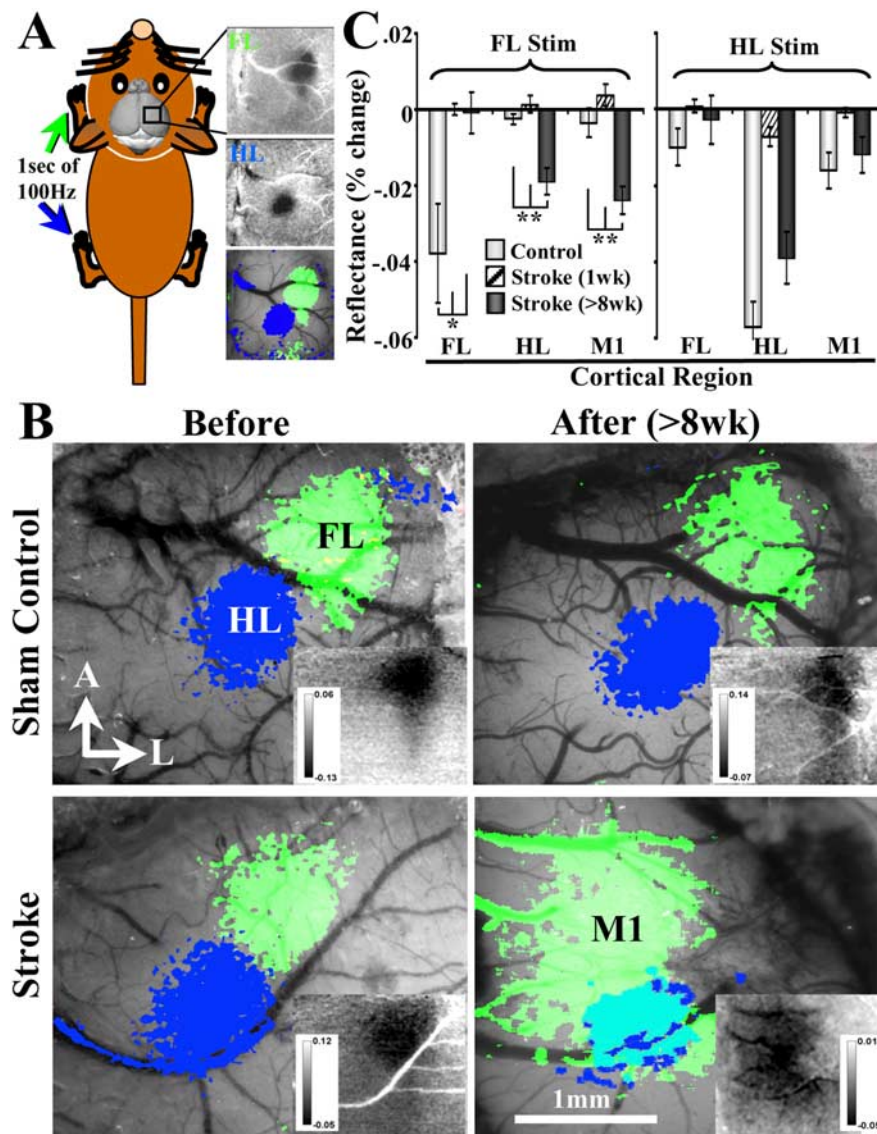 A
FL
HL
1sec of
100Hz
C
FL Stim
HL Stim
Reflectance (% change)
.02
0
-.02
-.04
-.06
**
**
*
Control
Stroke (1wk)
Stroke (>8wk)
FL
HL
M1
FL
HL
M1
Cortical Region
B
Before
After (>8wk)
Sham Control
FL
HL
A
L
0.06
-0.13
0.14
-0.07
Stroke
M1
0.12
-0.05
0.01
1mm